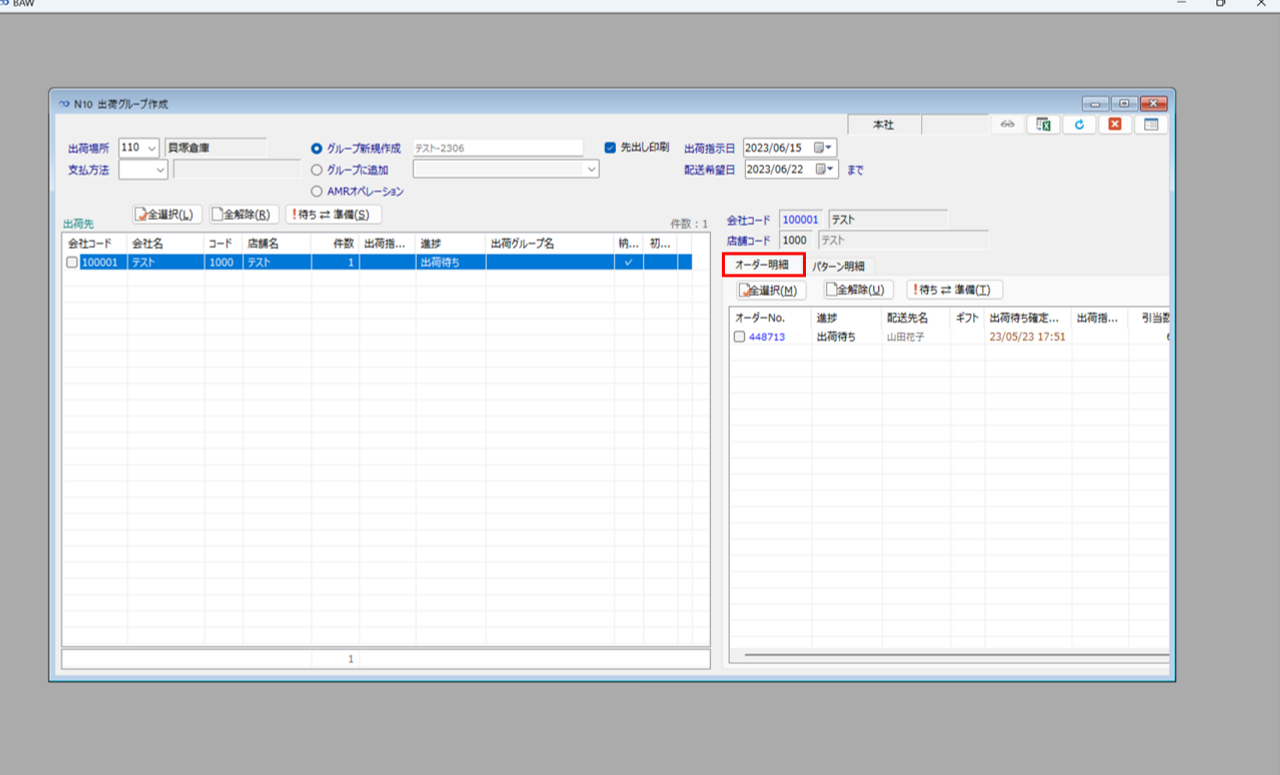 BAW
N10 出荷グループ作成
本社
出荷場所 110 貝塚倉庫 グループ新規作成 テスト-2306 先出し印刷 出荷指示日 2023/06/15
支払方法 グループに追加 配送希望日 2023/06/22 まで
AMRオペレーション
出荷先 全選択(L) 全解除(R) !待ち ⇄ 準備(S) 件数：1
会社コード 会社名 コード 店舗名 件数 出荷指... 進捗 出荷グループ名 納... 初...
100001 テスト 1000 テスト 1 出荷待ち
1
会社コード 100001 テスト
店舗コード 1000 テスト
オーダー明細 パターン明細
全選択(M) 全解除(U) !待ち ⇄ 準備(T)
オーダーNo. 進捗 配送先名 ギフト 出荷待ち確定... 出荷指... 引当数
448713 出荷待ち 山田花子 23/05/23 17:51